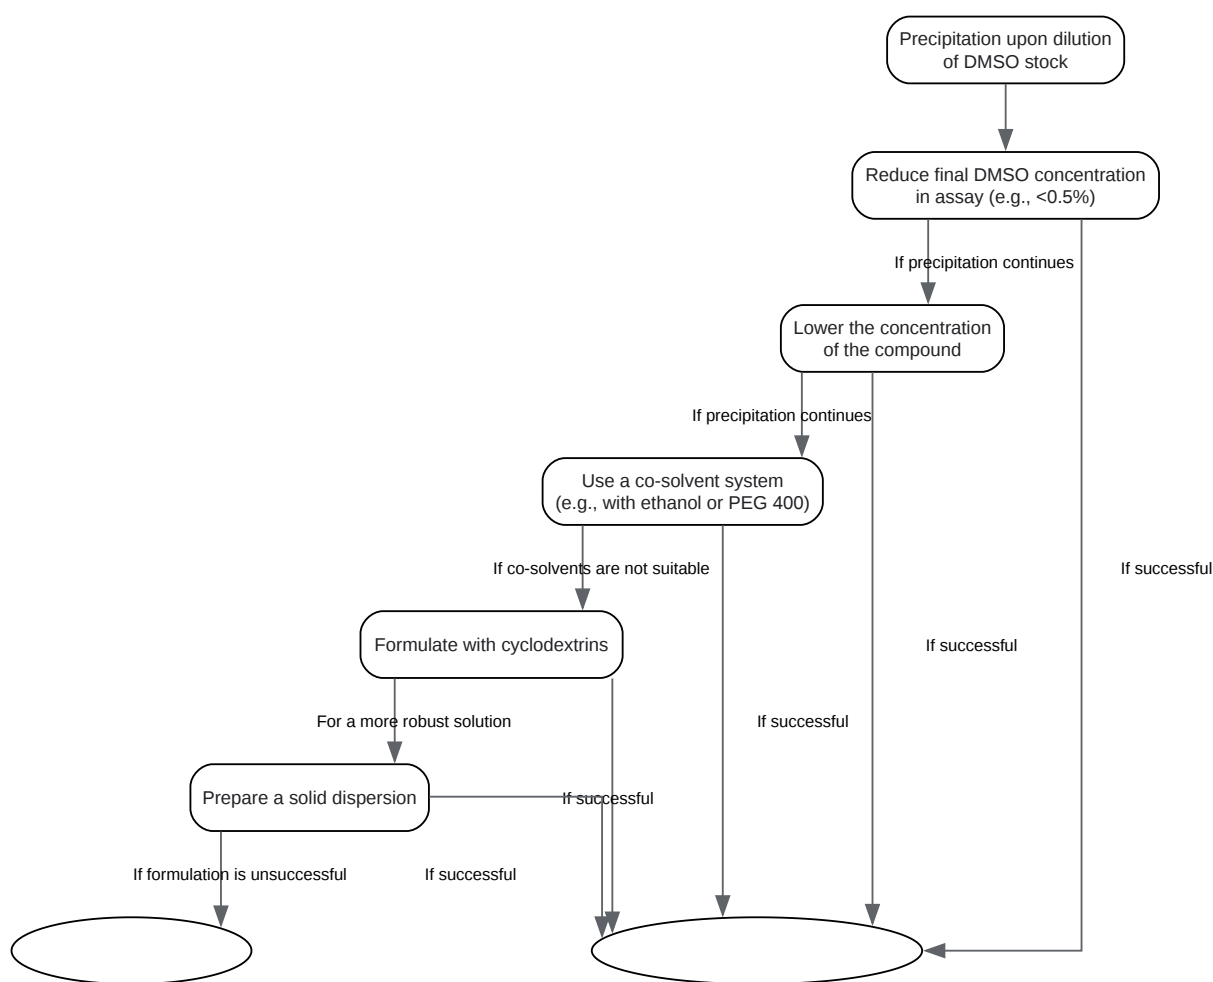 Precipitation upon dilution
of DMSO stock
Reduce final DMSO concentration
in assay (e.g., <0.5%)
If precipitation continues
Lower the concentration
of the compound
If precipitation continues
Use a co-solvent system
(e.g., with ethanol or PEG 400)
If co-solvents are not suitable
If successful
Formulate with cyclodextrins
If successful
For a more robust solution
If successful
Prepare a solid dispersion
If successful
If formulation is unsuccessful
If successful